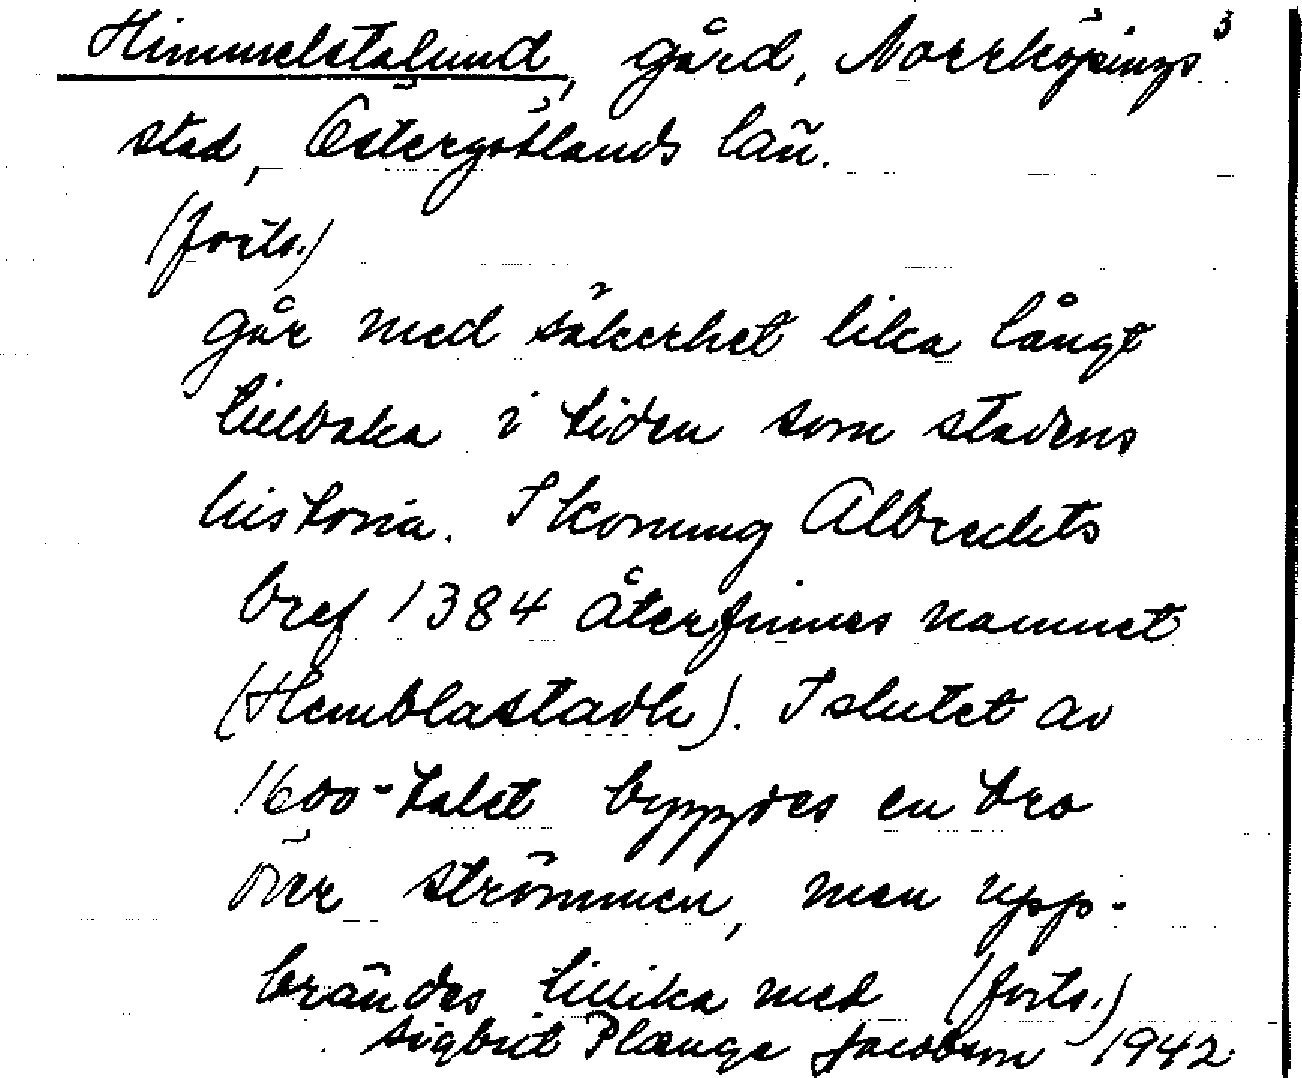 Himmelstalund, gård, Norrköpings 3
stad, Östergötlands län.
(forts.)
går med säkerhet lika långt
tillbaka i tiden som stadens
historia. I konung Albrechts
bref 1384 återfinnes namnet
(Hemblastadh). I slutet av
1600-talet byggdes en bro
över strömmen, men upp-
brändes tillika med (forts.)
Sigbrit Plænge Jacobson 1942